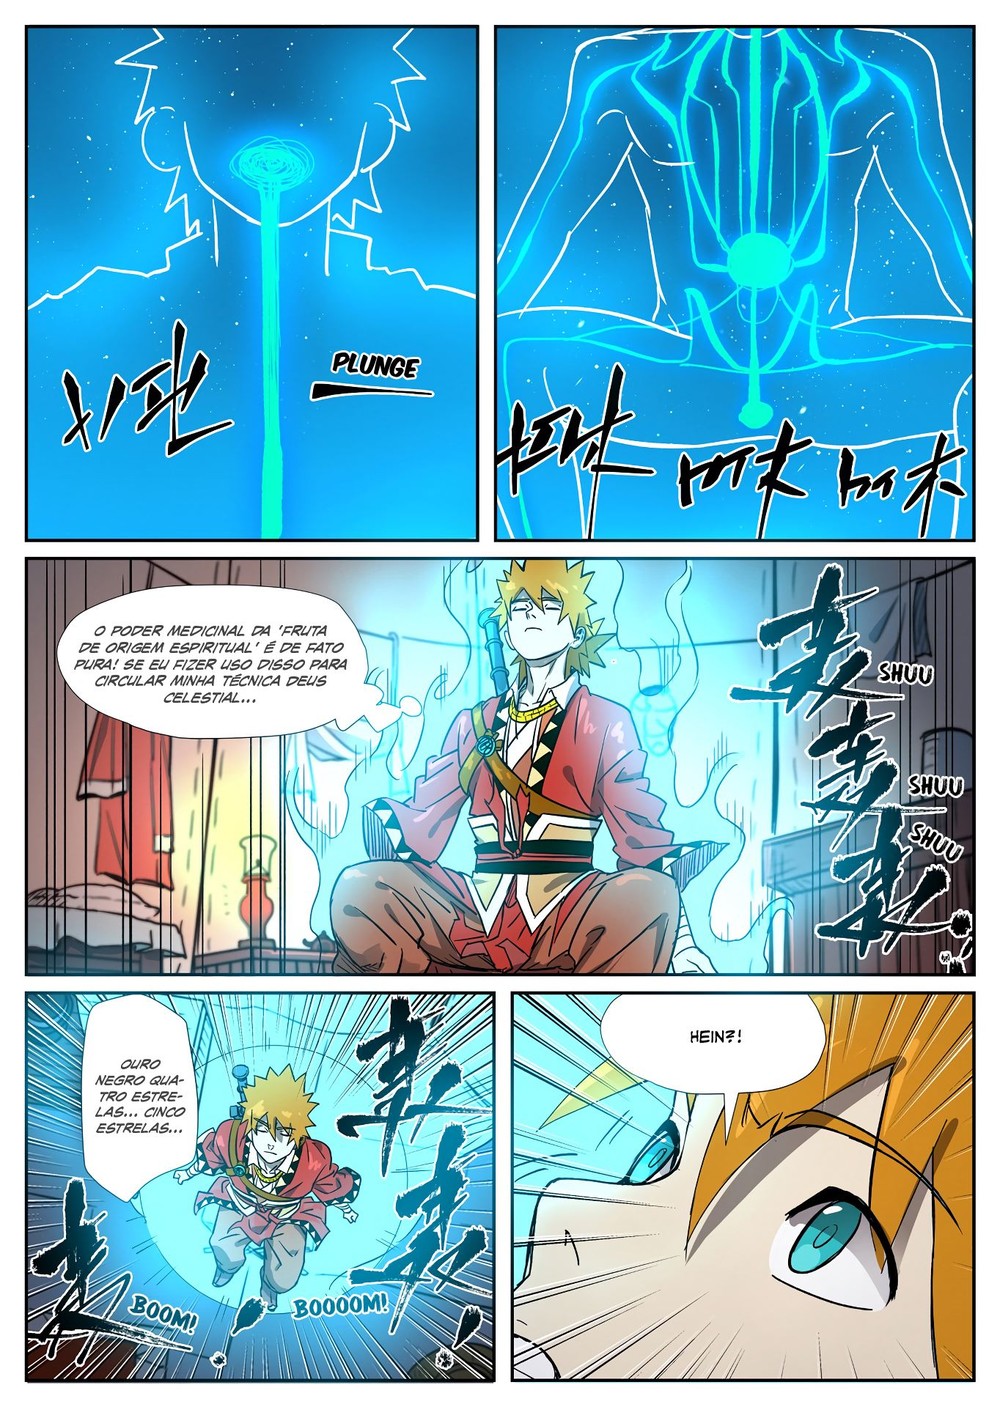 PLUNGE
O PODER MEDICINAL DA 'FRUTA
DE ORIGEM ESPIRITUAL' É DE FATO
PURA! SE EU FIZER USO DISSO PARA
CIRCULAR MINHA TÉCNICA DEUS
CELESTIAL...
SHUU
SHUU
SHUU
OURO
NEGRO QUA-
TRO ESTRE-
LAS... CINCO
ESTRELAS...
BOOM!
BOOOOM!
HEIN?!